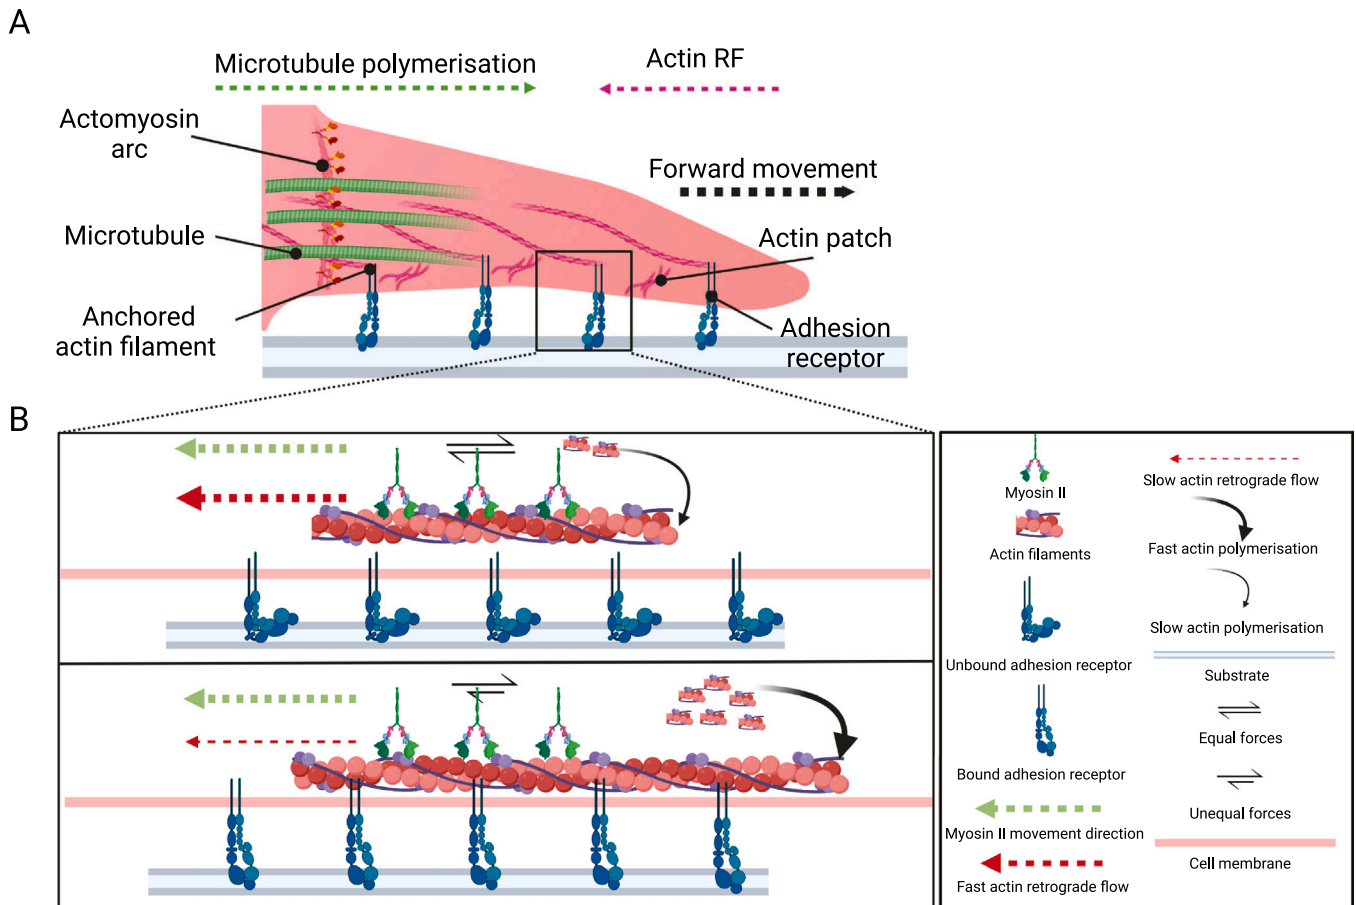 A
Microtubule polymerisation
Actin RF
Actomyosin
arc
Forward movement
Microtubule
Actin patch
Anchored
actin filament
Adhesion
receptor
B
Myosin II
Actin filaments
Unbound adhesion receptor
Bound adhesion receptor
Myosin II movement direction
Fast actin retrograde flow
Slow actin retrograde flow
Fast actin polymerisation
Slow actin polymerisation
Substrate
Equal forces
Unequal forces
Cell membrane